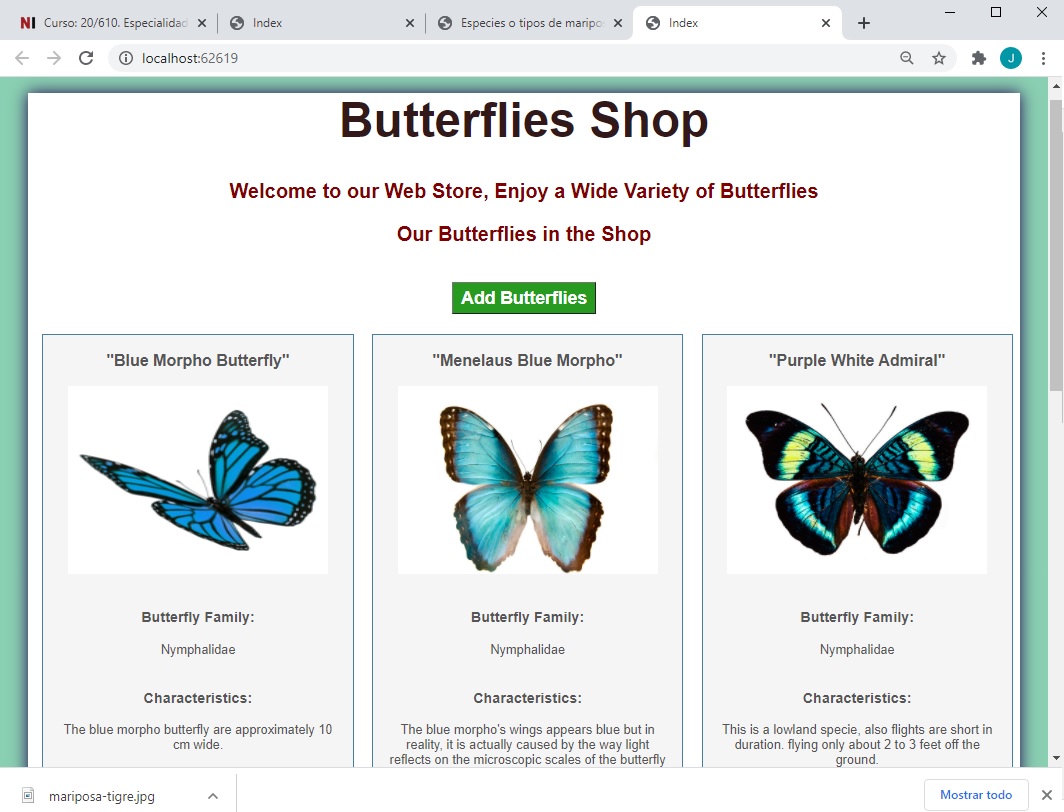 NI Curso: 20/610. Especialidad
Index
Especies o tipos de maripo
Index
localhost:62619
J
Butterflies Shop
Welcome to our Web Store, Enjoy a Wide Variety of Butterflies
Our Butterflies in the Shop
Add Butterflies
"Blue Morpho Butterfly"
Butterfly Family:
Nymphalidae
Characteristics:
The blue morpho butterfly are approximately 10
cm wide.
"Menelaus Blue Morpho"
Butterfly Family:
Nymphalidae
Characteristics:
The blue morpho's wings appears blue but in
reality, it is actually caused by the way light
reflects on the microscopic scales of the butterfly
"Purple White Admiral"
Butterfly Family:
Nymphalidae
Characteristics:
This is a lowland specie, also flights are short in
duration. flying only about 2 to 3 feet off the
ground.
mariposa-tigre.jpg
Mostrar todo